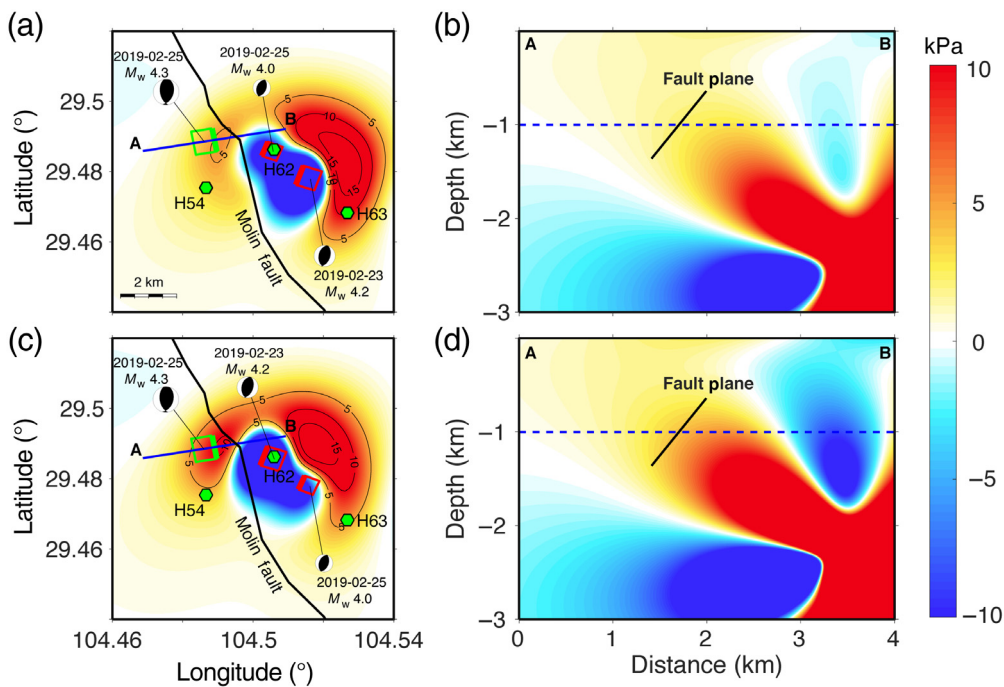 (a)
2019-02-25
Mw 4.3
2019-02-25
Mw 4.0
29.5
29.48
29.46
Latitude (°)
A
B
5
5
10
15
15
15
5
5
H62
H54
H63
Molin fault
2 km
2019-02-23
Mw 4.2
(b)
A
B
Fault plane
−1
−2
−3
Depth (km)
kPa
10
5
0
−5
−10
(c)
2019-02-25
Mw 4.3
2019-02-23
Mw 4.2
29.5
29.48
29.46
Latitude (°)
A
B
5
5
5
15
10
5
5
H62
H54
H63
Molin fault
2019-02-25
Mw 4.0
104.46
104.5
104.54
Longitude (°)
(d)
A
B
Fault plane
−1
−2
−3
Depth (km)
0
1
2
3
4
Distance (km)